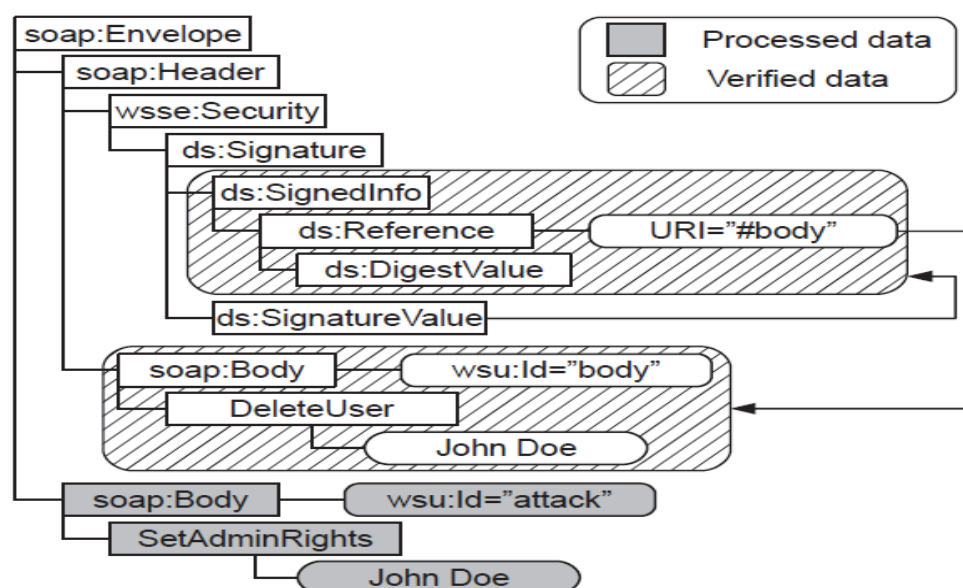 soap:Envelope
Processed data
soap:Header
Verified data
wsse:Security
ds:Signature
ds:SignedInfo
ds:Reference
URI="#body”
ds:DigestValue
ds:SignatureValue
soap:Body
wsu:Id=”body”
DeleteUser
John Doe
soap:Body
wsu:Id=”attack”
SetAdminRights
John Doe